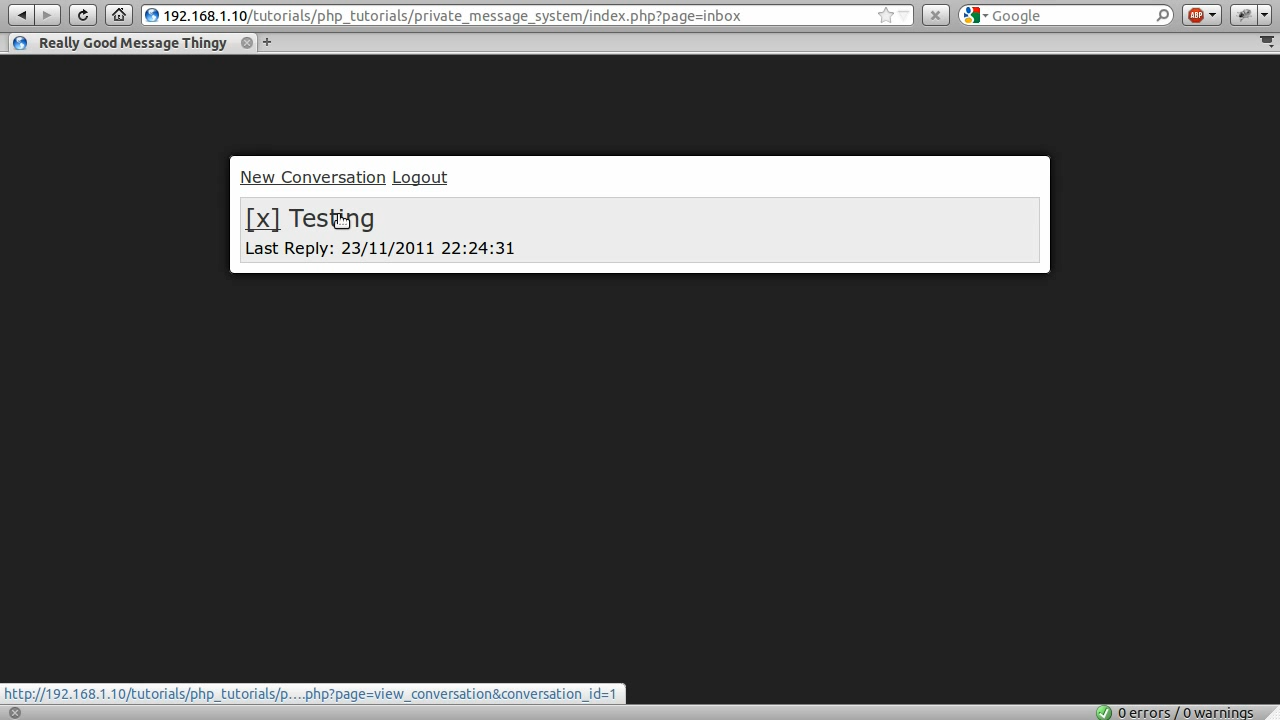 192.168.1.10/tutorials/php_tutorials/private_message_system/index.php?page=inbox
Google
ABP
Really Good Message Thingy
New Conversation Logout
[x] Testing
Last Reply: 23/11/2011 22:24:31
http://192.168.1.10/tutorials/php_tutorials/p....php?page=view_conversation&conversation_id=1
0 errors / 0 warnings